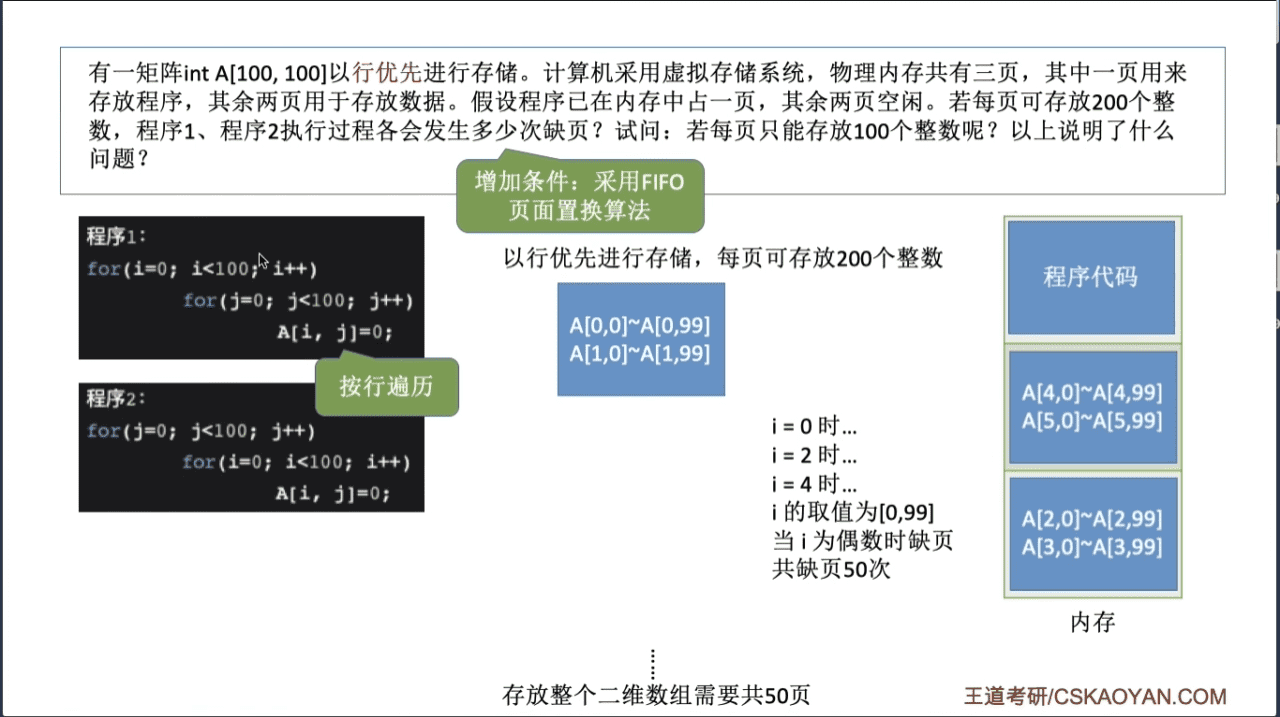 有一矩阵int A[100, 100]以行优先进行存储。计算机采用虚拟存储系统，物理内存共有三页，其中一页用来
存放程序，其余两页用于存放数据。假设程序已在内存中占一页，其余两页空闲。若每页可存放200个整
数，程序1、程序2执行过程各会发生多少次缺页？试问：若每页只能存放100个整数呢？以上说明了什么
问题？
增加条件：采用FIFO
页面置换算法
程序1:
for(i=0; i<100; i++)
for(j=0; j<100; j++)
A[i, j]=0;
按行遍历
程序2:
for(j=0; j<100; j++)
for(i=0; i<100; i++)
A[i, j]=0;
以行优先进行存储，每页可存放200个整数
A[0,0]~A[0,99]
A[1,0]~A[1,99]
i = 0 时...
i = 2 时...
i = 4 时...
i 的取值为[0,99]
当 i 为偶数时缺页
共缺页50次
程序代码
A[4,0]~A[4,99]
A[5,0]~A[5,99]
A[2,0]~A[2,99]
A[3,0]~A[3,99]
内存
存放整个二维数组需要共50页
王道考研/CSKAOYAN.COM